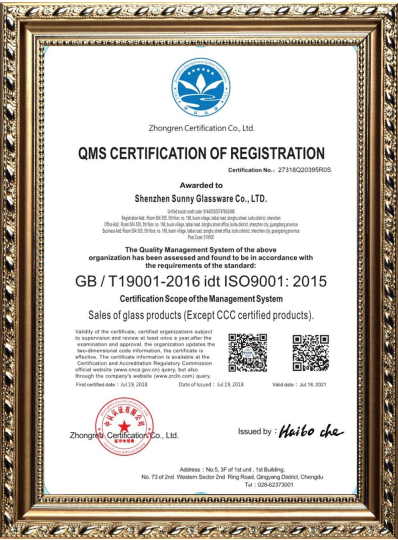 Zhongren Certification Co., Ltd.
QMS CERTIFICATION OF REGISTRATION
Certification No.: 27318Q20395R0S
Awarded to
Shenzhen Sunny Glassware Co., LTD.
The Quality Management System of the above
organization has been assessed and found to be in accordance with
the requirements of the standard:
GB / T19001-2016 idt ISO9001: 2015
Certification Scope of the Management System
Sales of glass products (Except CCC certified products).
Validity of the certificate, certified organizations subject
to supervision and review at least once a year,after the
examination and approval, the organization updates the
two-dimensional code information, the certificate is
effective. The certificate information is available at the
Certification and Accreditation Regulatory Commission
official website (www.cnca.gov.cn) query, but also
through the company's website (www.zrcln.com) query.
First certified date : Jul.19, 2018 Date of Issued : Jul.19, 2018 Valid date : Jul.18, 2021
Zhongren Certification Co., Ltd.
Issued by : Haibo che
Address : No.5, 3F of 1st unit , 1st Building,
No. 73 of 2nd Western Sector 2nd Ring Road, Qingyang District, Chengdu
Tel : 028-62373001